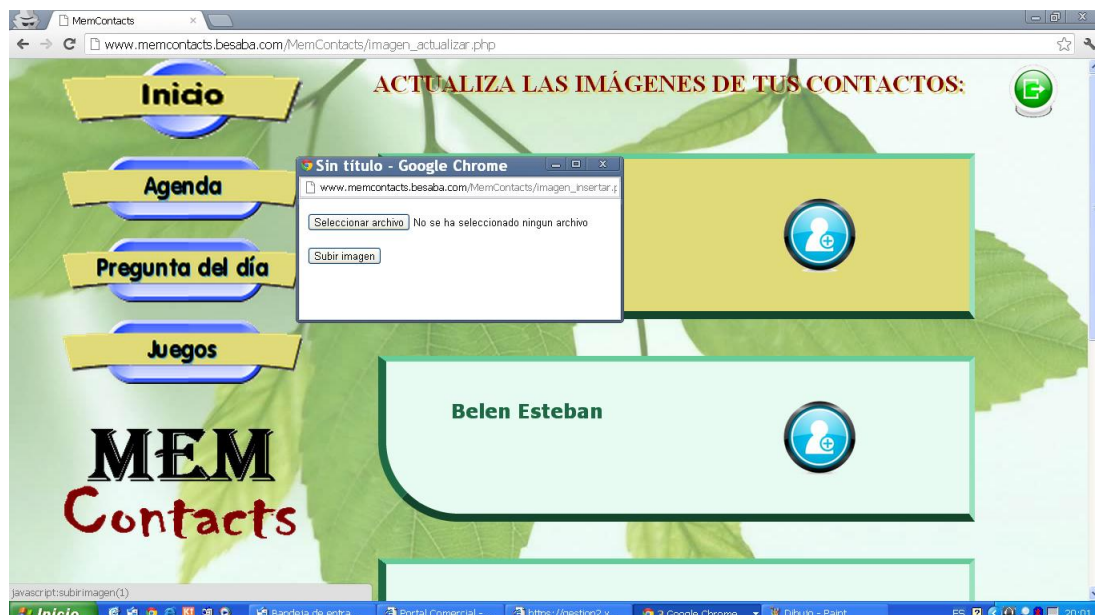 MemContacts
www.memcontacts.besaba.com/MemContacts/imagen_actualizar.php
Inicio
ACTUALIZA LAS IMÁGENES DE TUS CONTACTOS:
Sin título - Google Chrome
www.memcontacts.besaba.com/MemContacts/imagen_insertar.p
Agenda
Seleccionar archivo No se ha seleccionado ningun archivo
Subir imagen
Pregunta del día
Juegos
Belen Esteban
MEM
Contacts
javascript:subirimagen(1)
Inicio
Bandeja de entra...
Portal Comercial -...
https://gestion2.v...
3 Google Chrome
Dibujo - Paint
ES
20:01